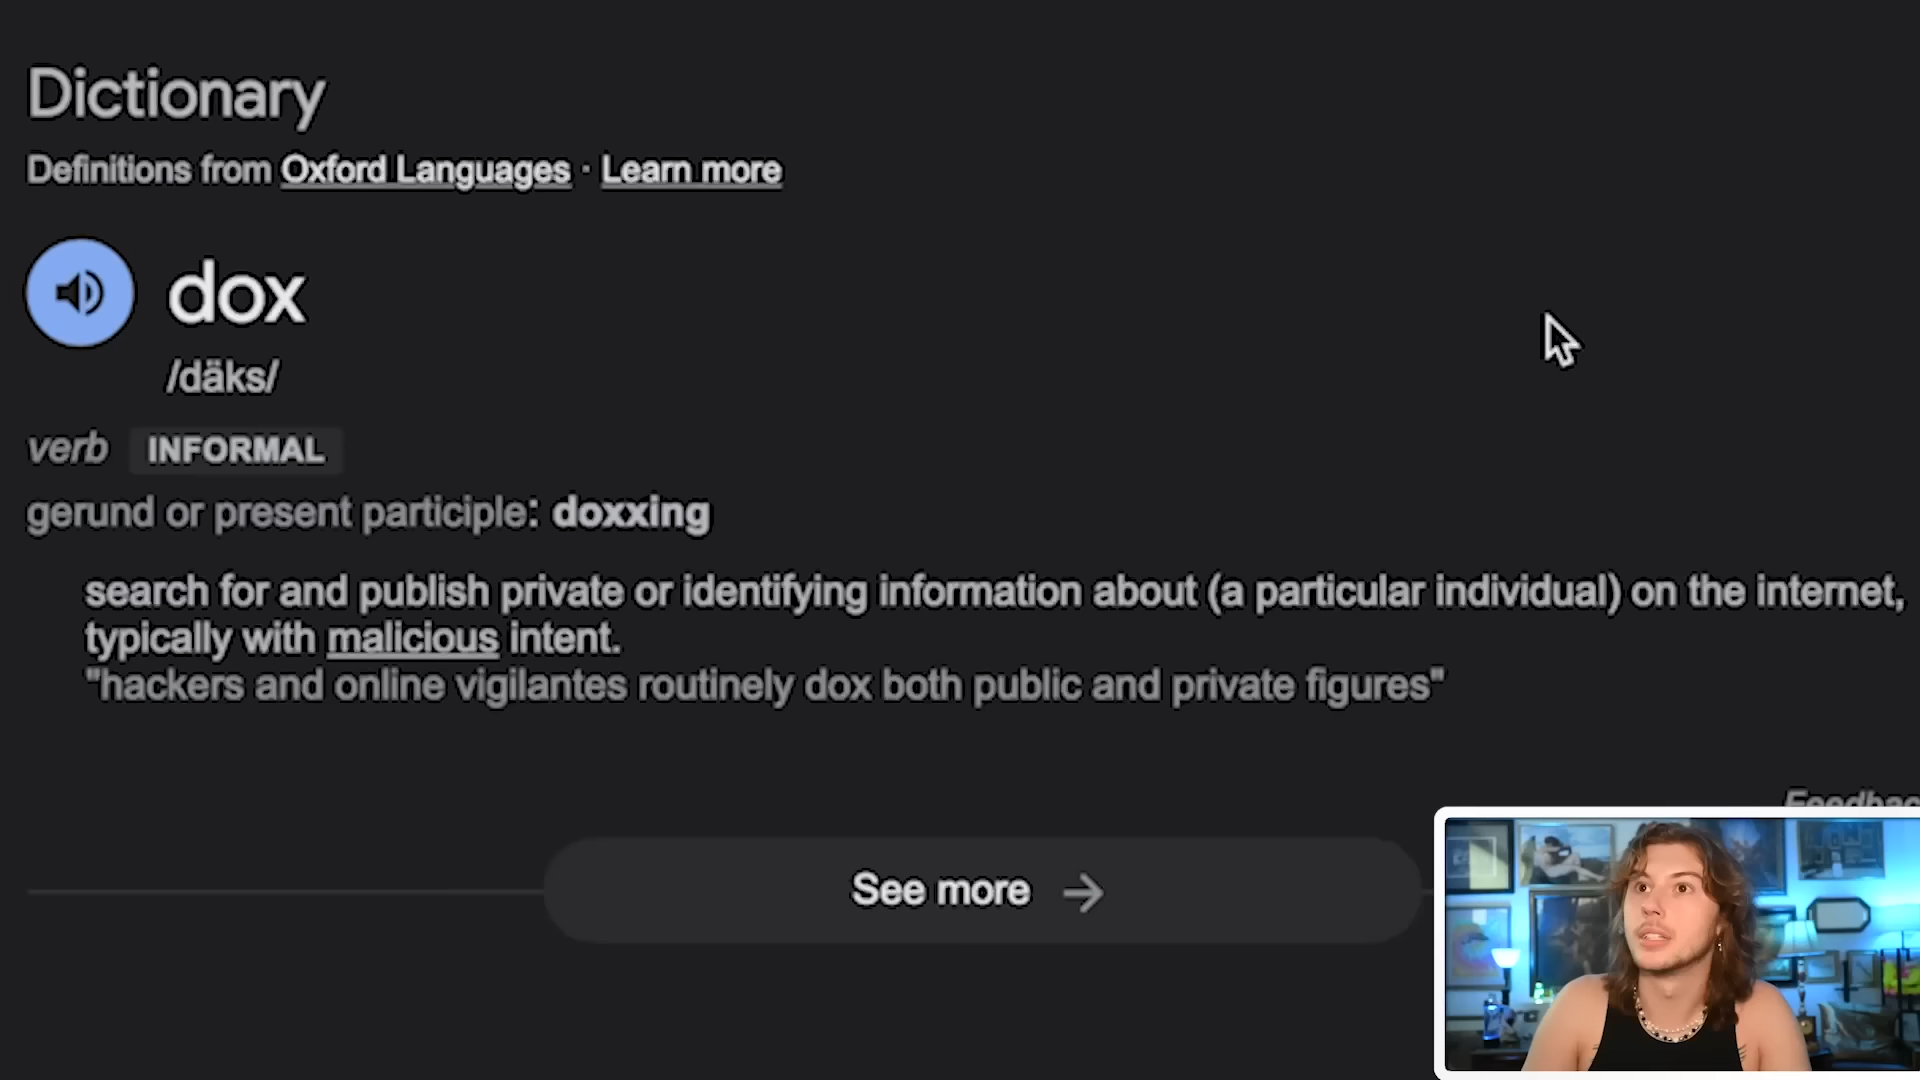 Dictionary
Definitions from Oxford Languages · Learn more
dox
/däks/
verb INFORMAL
gerund or present participle: doxxing
search for and publish private or identifying information about (a particular individual) on the internet,
typically with malicious intent.
"hackers and online vigilantes routinely dox both public and private figures"
See more →